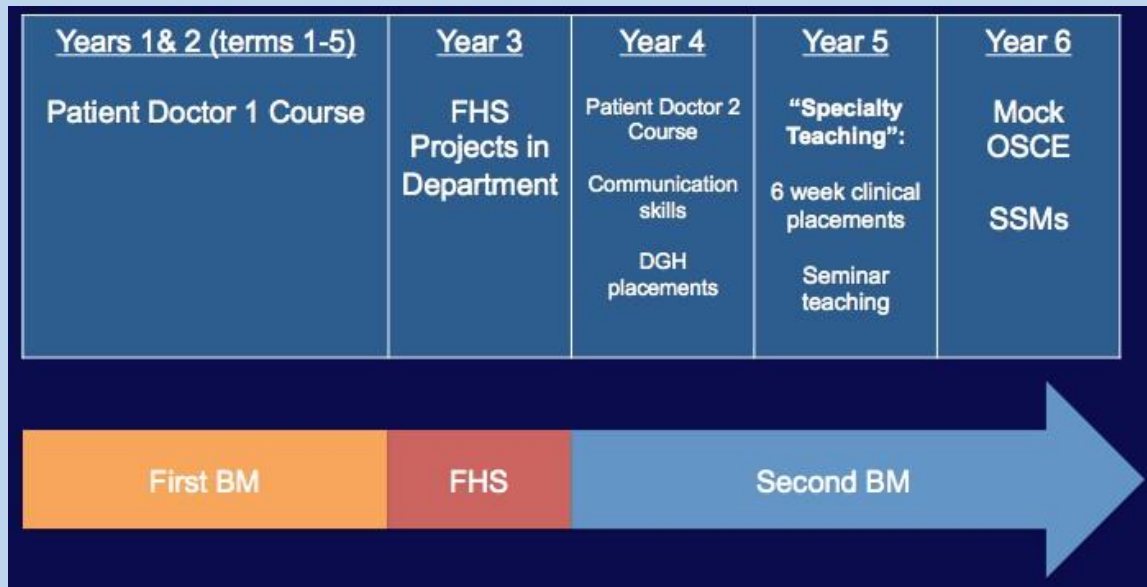 Years 1& 2 (terms 1-5)
Patient Doctor 1 Course
Year 3
FHS
Projects in
Department
Year 4
Patient Doctor 2
Course
Communication
skills
DGH
placements
Year 5
“Specialty
Teaching”:
6 week clinical
placements
Seminar
teaching
Year 6
Mock
OSCE
SSMs
First BM
FHS
Second BM